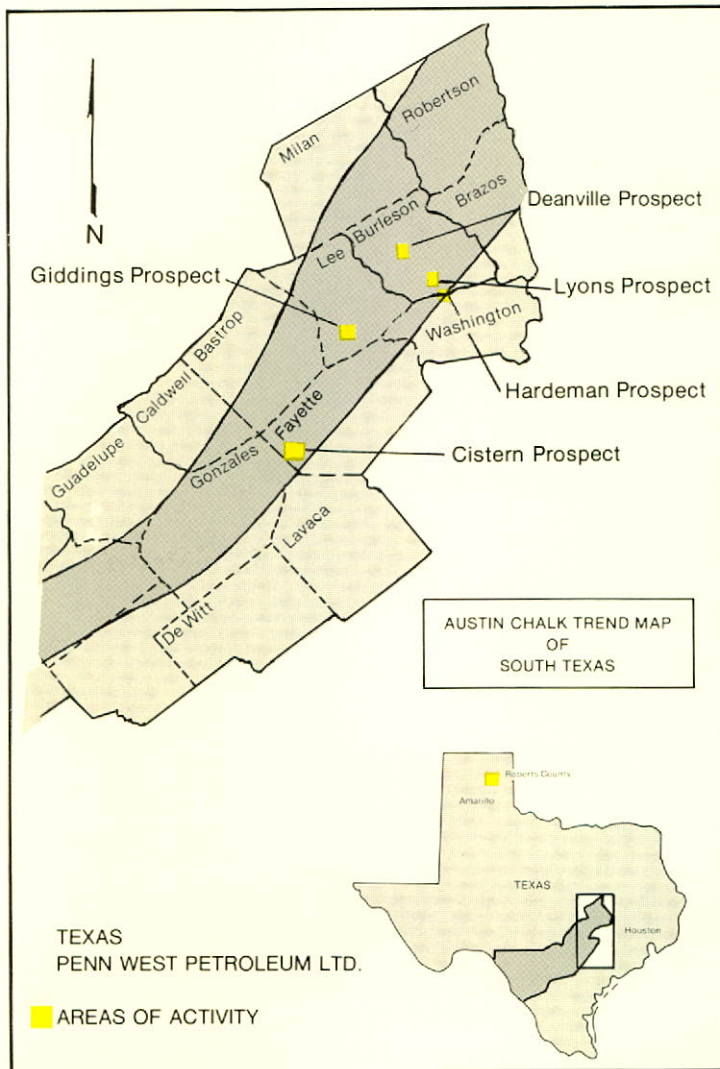 Robertson
Milan
Brazos
Deanville Prospect
Burleson
Lee
Giddings Prospect
Lyons Prospect
N
Washington
Bastrop
Hardeman Prospect
Caldwell
Fayette
Cistern Prospect
Guadelupe
Gonzales
Lavaca
De Witt
AUSTIN CHALK TREND MAP
OF
SOUTH TEXAS
Roberts County
Amarillo
TEXAS
Houston
TEXAS
PENN WEST PETROLEUM LTD.
AREAS OF ACTIVITY